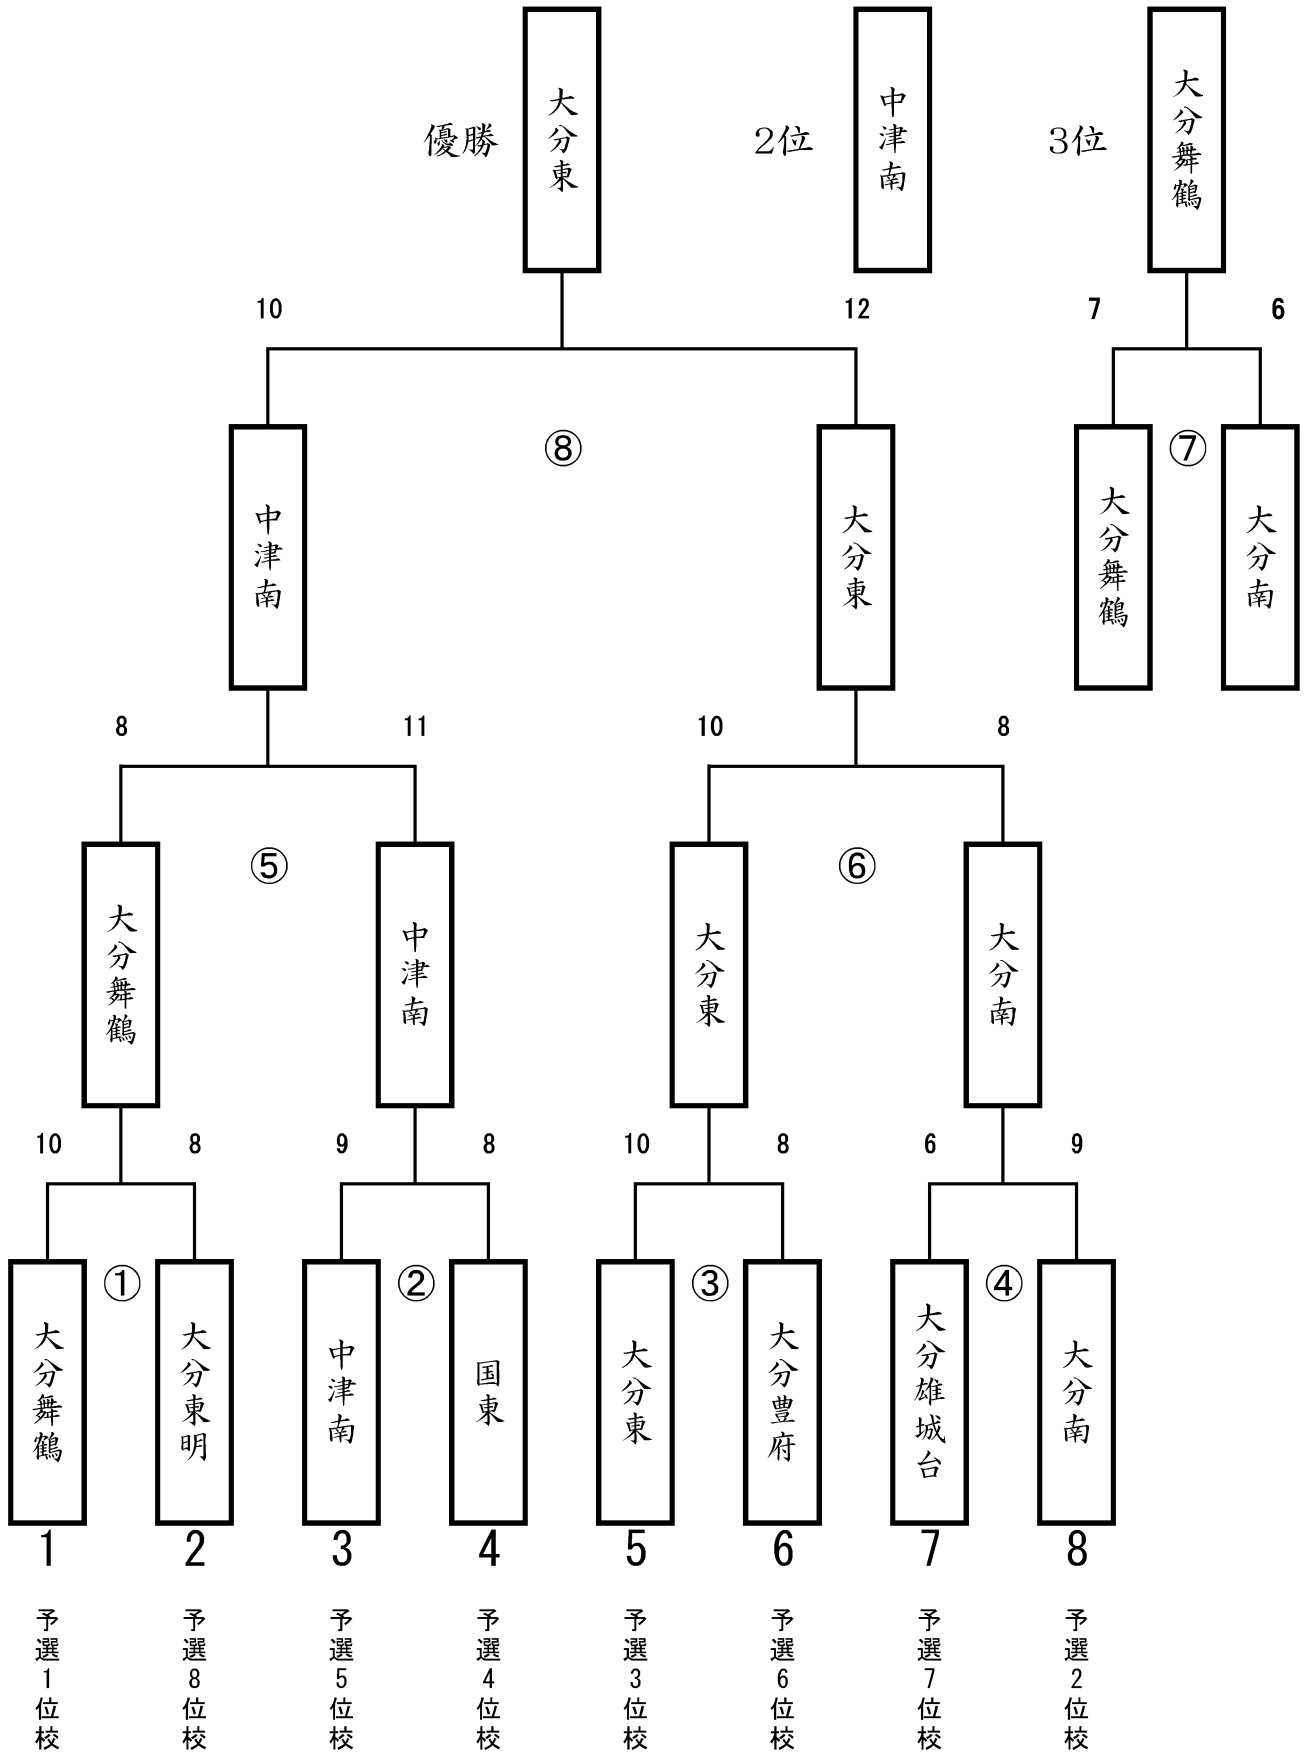 優勝
大分東
2位
中津南
3位
大分舞鶴
10
12
7
6
中津南
⑧
大分東
大分舞鶴
⑦
大分南
8
11
10
8
大分舞鶴
⑤
中津南
大分東
⑥
大分南
10
8
9
8
10
8
6
9
大分舞鶴
①
大分東明
中津南
②
国東
大分東
③
大分豊府
大分雄城台
④
大分南
1
2
3
4
5
6
7
8
予選1位校
予選8位校
予選5位校
予選4位校
予選3位校
予選6位校
予選7位校
予選2位校